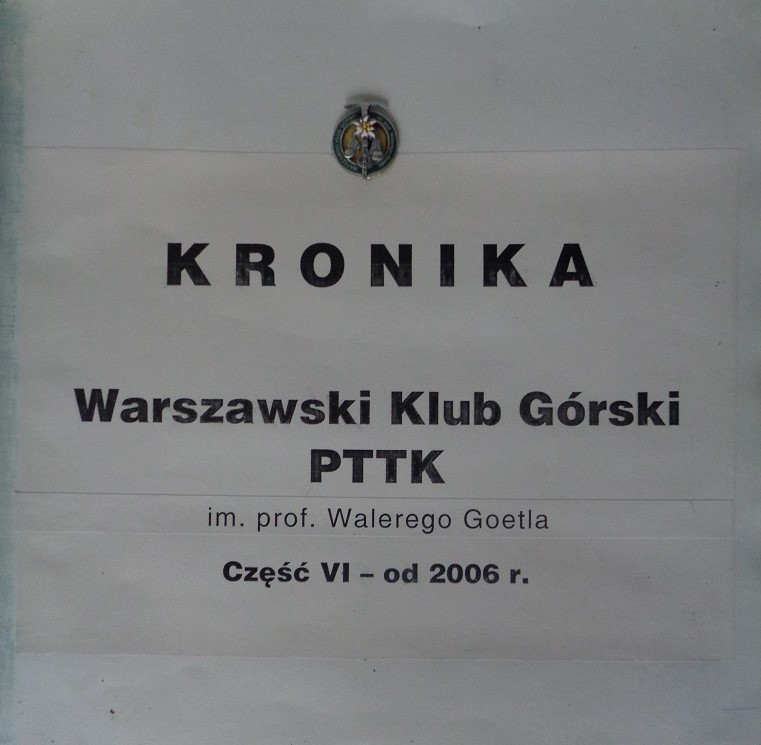 KRONIKA
Warszawski Klub Górski
PTTK
im. prof. Walerego Goetla
Część VI – od 2006 r.